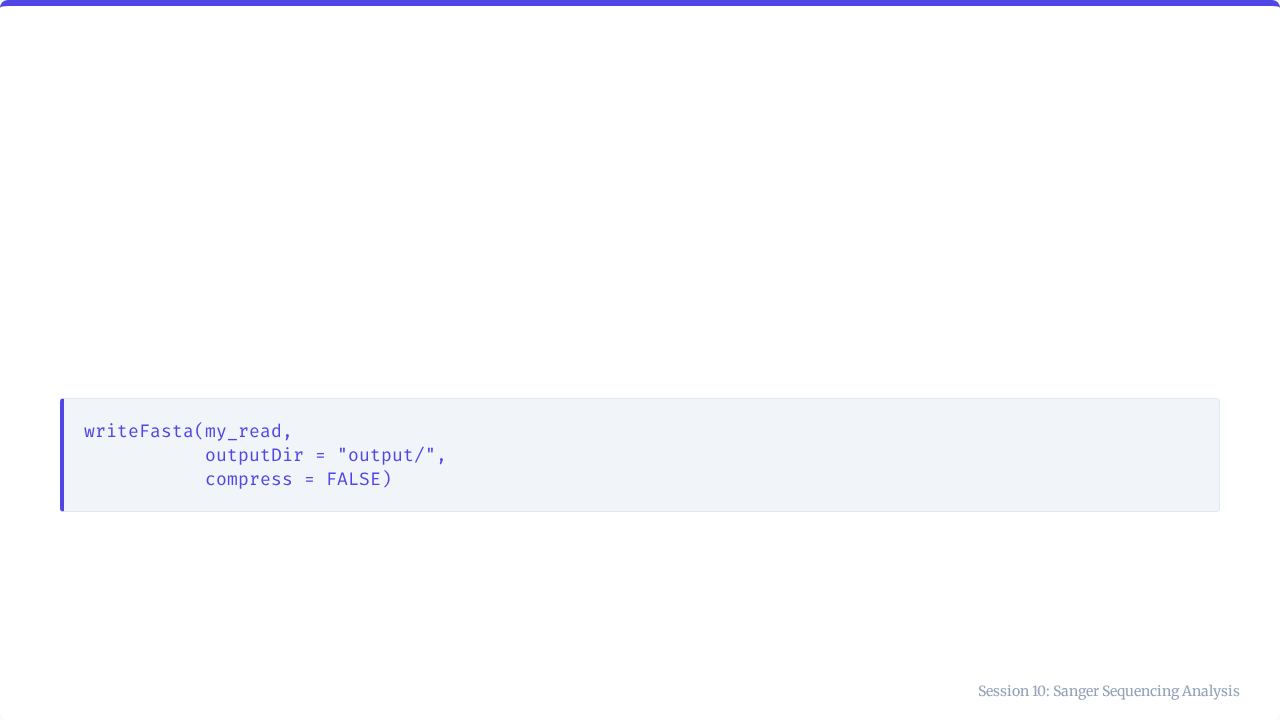 writeFasta(my_read,
           outputDir = "output/",
           compress = FALSE)
Session 10: Sanger Sequencing Analysis